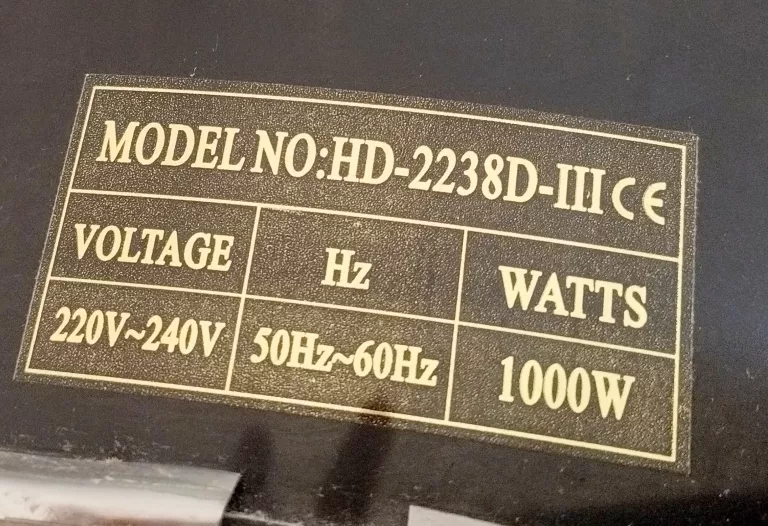 MODEL NO:HD-2238D-III CE
VOLTAGE Hz WATTS
220V~240V 50Hz~60Hz 1000W